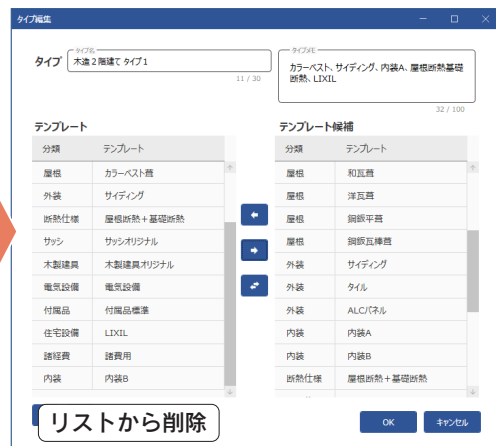 タイプ編集
タイプ
タイプ名
木造2階建て タイプ1
11 / 30
タイプメモ
カラーベスト、サイディング、内装A、屋根断熱基礎
断熱、LIXIL
32 / 100
テンプレート
分類 テンプレート
屋根 カラーベスト葺
外装 サイディング
断熱仕様 屋根断熱+基礎断熱
サッシ サッシオリジナル
木製建具 木製建具オリジナル
電気設備 電気設備
付属品 付属品標準
住宅設備 LIXIL
諸経費 諸費用
内装 内装B
テンプレート候補
分類 テンプレート
屋根 和瓦葺
屋根 洋瓦葺
屋根 鋼鈑平葺
屋根 鋼鈑瓦棒葺
外装 サイディング
外装 タイル
外装 ALCパネル
内装 内装A
内装 内装B
断熱仕様 屋根断熱+基礎断熱
リストから削除
OK
キャンセル